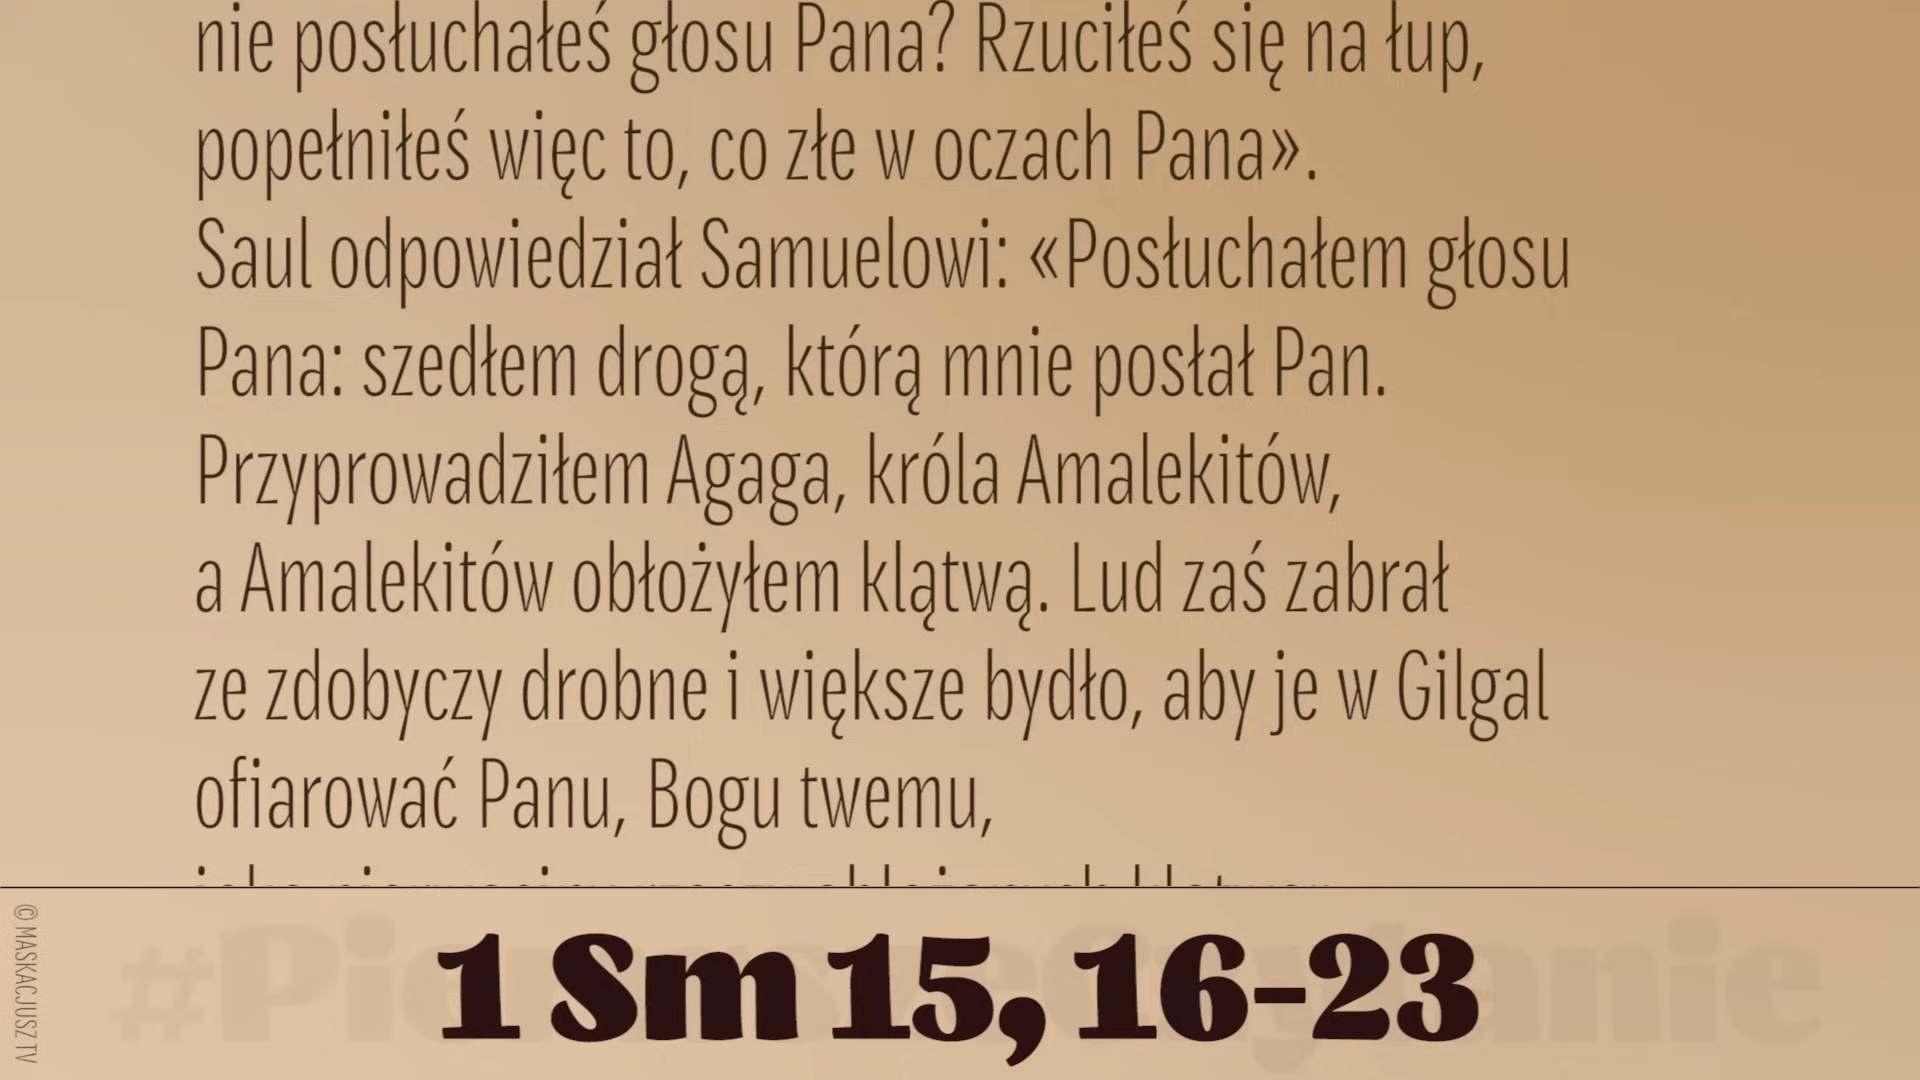 nie posłuchałeś głosu Pana? Rzuciłeś się na łup,
popełniłeś więc to, co złe w oczach Pana».
Saul odpowiedział Samuelowi: «Posłuchałem głosu
Pana: szedłem drogą, którą mnie posłał Pan.
Przyprowadziłem Agaga, króla Amalekitów,
a Amalekitów obłożyłem klątwą. Lud zaś zabrał
ze zdobyczy drobne i większe bydło, aby je w Gilgal
ofiarować Panu, Bogu twemu,
1 Sm 15, 16-23
© MASKACJUSZ TV